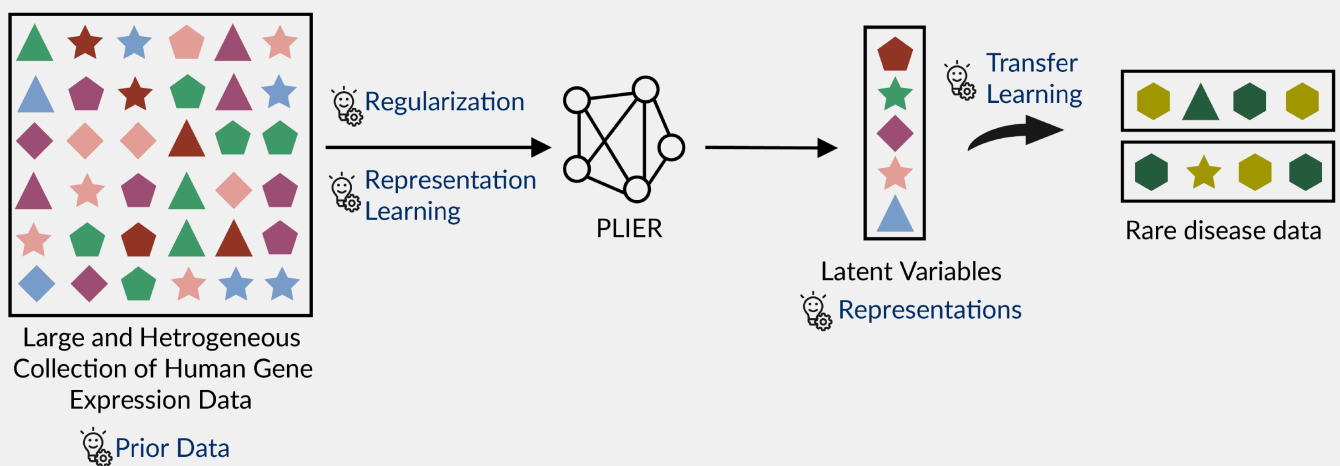 Regularization
Representation
Learning
PLIER
Transfer
Learning
Latent Variables
Representations
Rare disease data
Large and Hetrogeneous
Collection of Human Gene
Expression Data
Prior Data